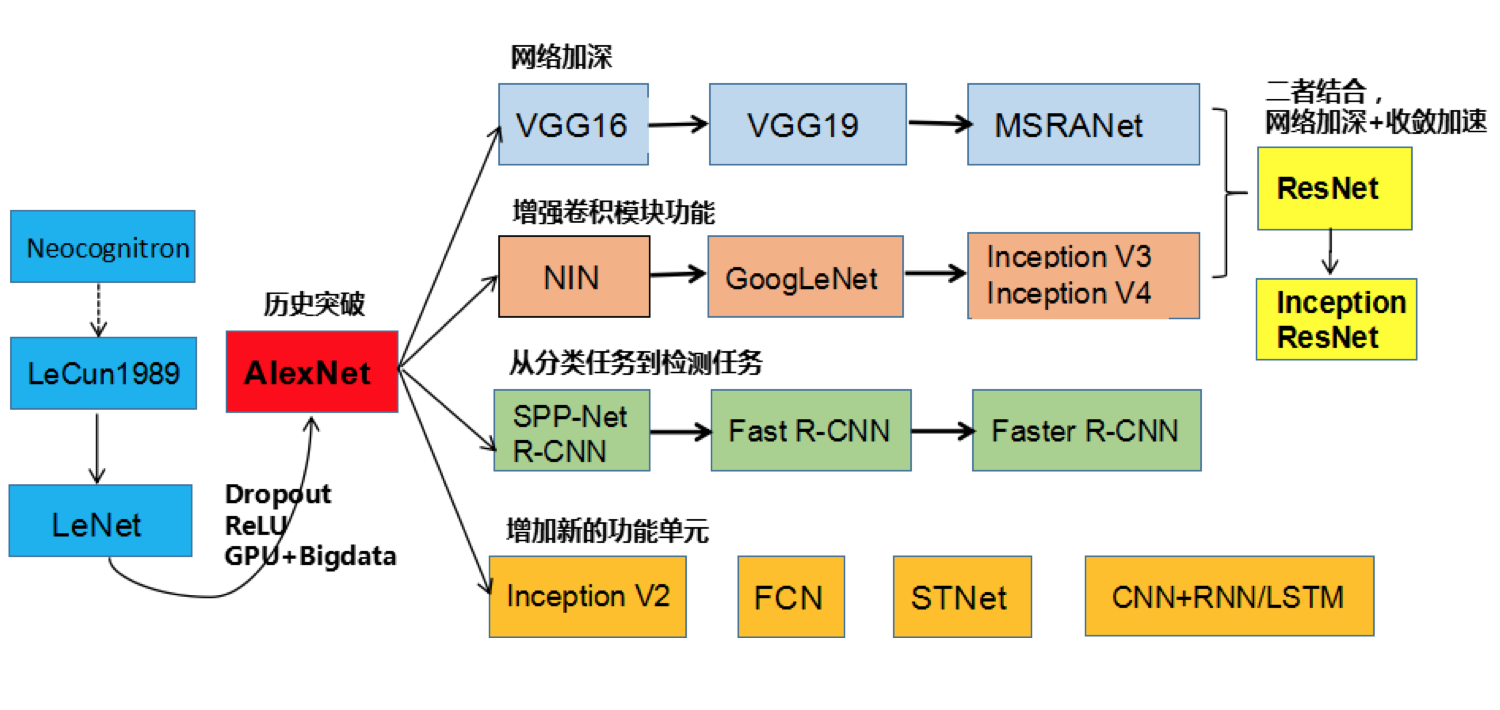 Neocognitron
LeCun1989
LeNet
Dropout
ReLU
GPU+Bigdata
历史突破
AlexNet
网络加深
VGG16
VGG19
MSRANet
增强卷积模块功能
NIN
GoogLeNet
Inception V3
Inception V4
二者结合，
网络加深+收敛加速
ResNet
Inception
ResNet
从分类任务到检测任务
SPP-Net
R-CNN
Fast R-CNN
Faster R-CNN
增加新的功能单元
Inception V2
FCN
STNet
CNN+RNN/LSTM